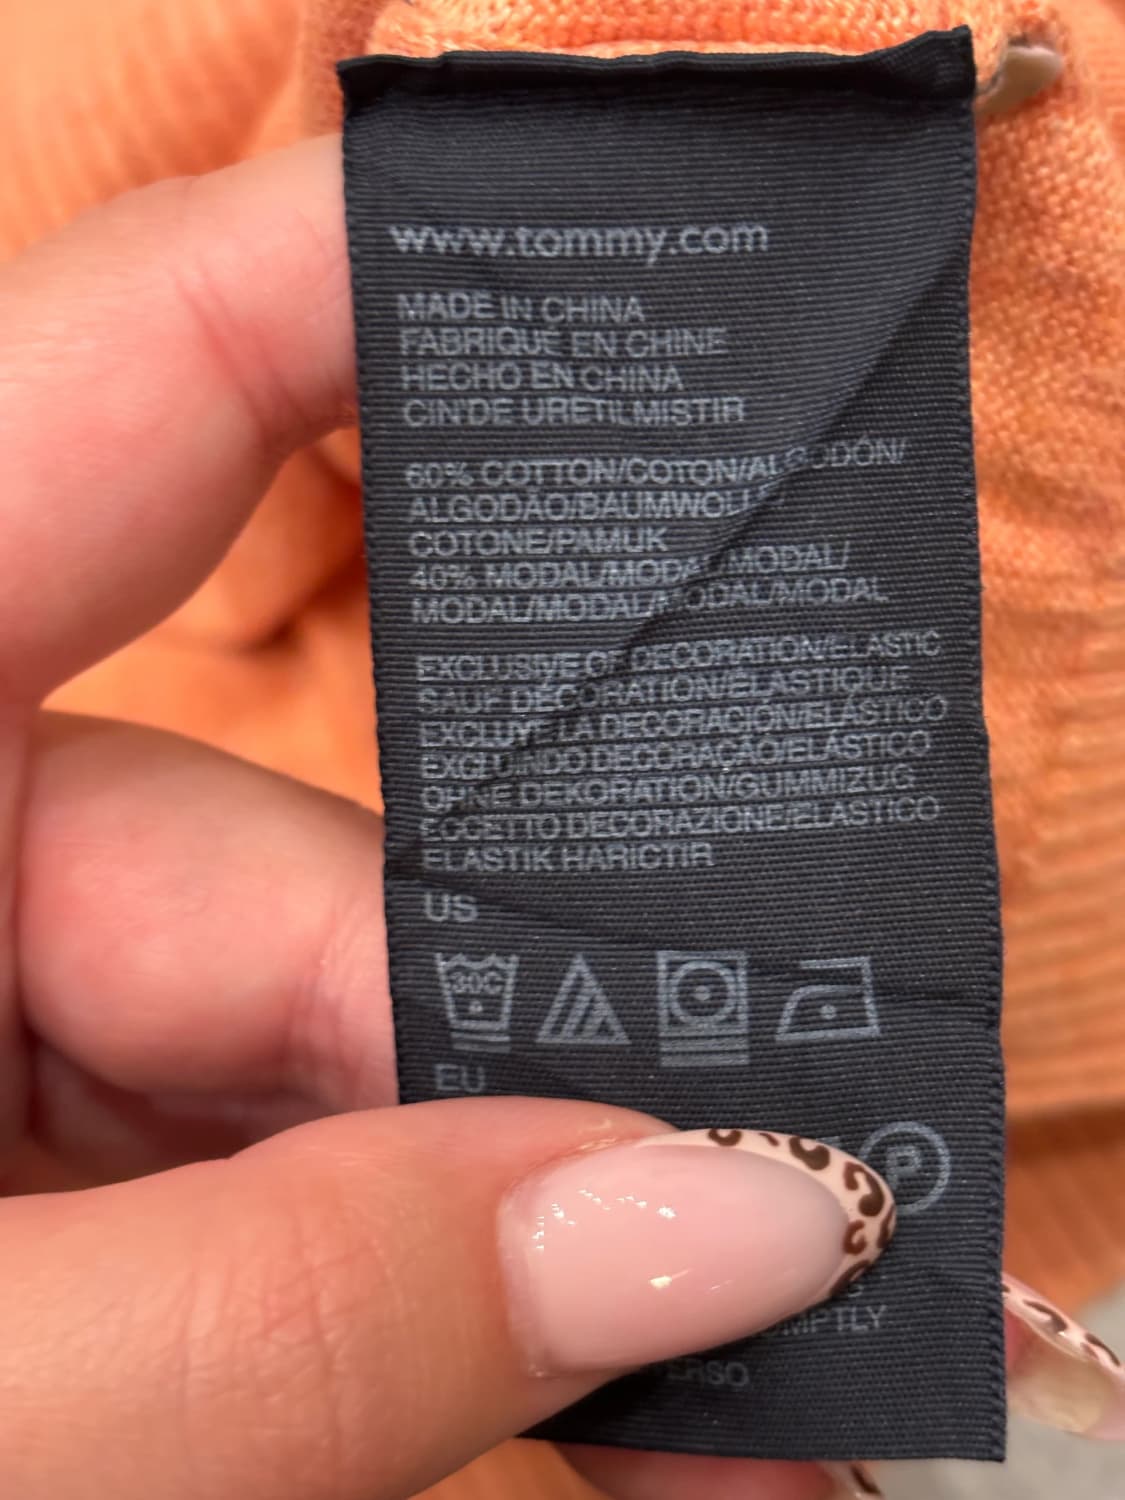 www.tommy.com
MADE IN CHINA
FABRIQUÉ EN CHINE
HECHO EN CHINA
CIN'DE URETILMISTIR
60% COTTON/COTON/ALGODÓN/
ALGODÃO/BAUMWOLL
COTONE/PAMUK
40% MODAL/MODAL/MODAL/
MODAL/MODAL/MODAL/MODAL
EXCLUSIVE OF DECORATION/ELASTIC
SAUF DÉCORATION/ÉLASTIQUE
EXCLUYE LA DECORACIÓN/ELÁSTICO
EXCLUINDO DECORAÇÃO/ELÁSTICO
OHNE DEKORATION/GUMMIZUG
ECCETTO DECORAZIONE/ELASTICO
ELASTIK HARICTIR
US
30C
EU
P
MPTLY
VERSO